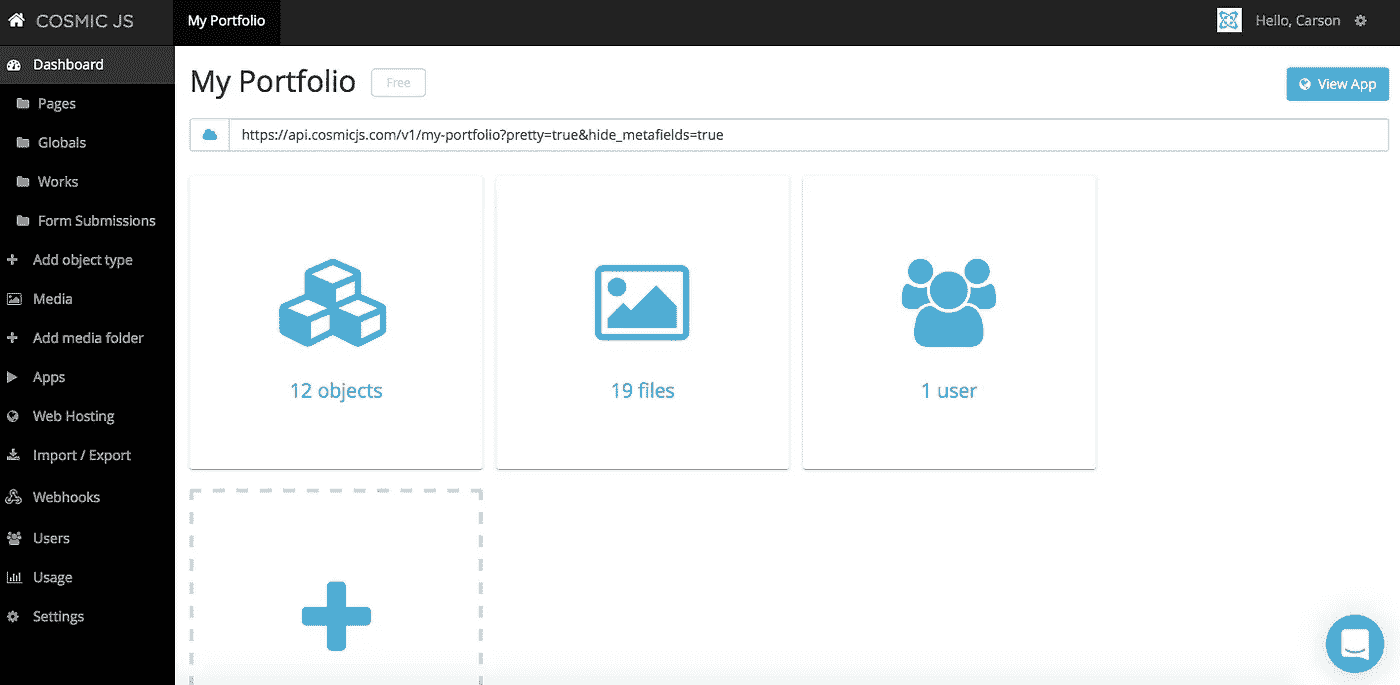 COSMIC JS
My Portfolio
Hello, Carson
Dashboard
Pages
Globals
Works
Form Submissions
Add object type
Media
Add media folder
Apps
Web Hosting
Import / Export
Webhooks
Users
Usage
Settings
My Portfolio
Free
View App
https://api.cosmicjs.com/v1/my-portfolio?pretty=true&hide_metafields=true
12 objects
19 files
1 user